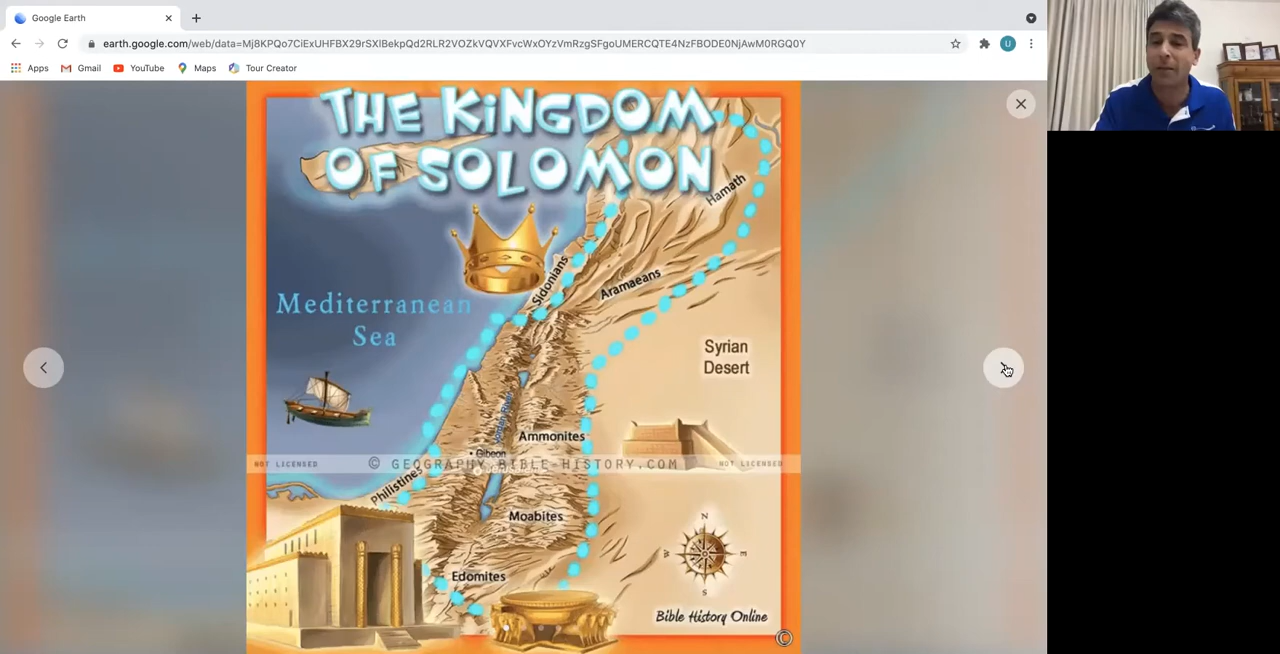 Google Earth
earth.google.com/web/data=Mj8KPQo7CiExUHFBX29rSXlBekpQd2RLR2VOZkVQVXFvcWxOYzVmRzgSFgoUMERCQTE4NzFBODE0NjAwM0RGQ0Y
Apps Gmail YouTube Maps Tour Creator
U
THE KINGDOM
OF SOLOMON
Hamath
Sidonians
Aramaeans
Mediterranean
Sea
Syrian
Desert
Jordan River
Ammonites
Gibeon
NOT LICENSED © GEOGRAPHY.BIBLE-HISTORY.COM NOT LICENSED
Philistines
Moabites
N
W E
S
Edomites
Bible History Online
©